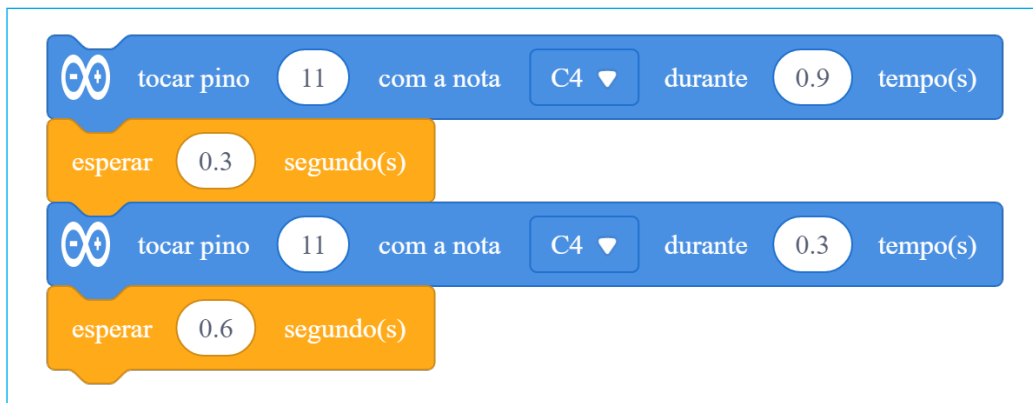 tocar pino 11 com a nota C4 durante 0.9 tempo(s)
esperar 0.3 segundo(s)
tocar pino 11 com a nota C4 durante 0.3 tempo(s)
esperar 0.6 segundo(s)